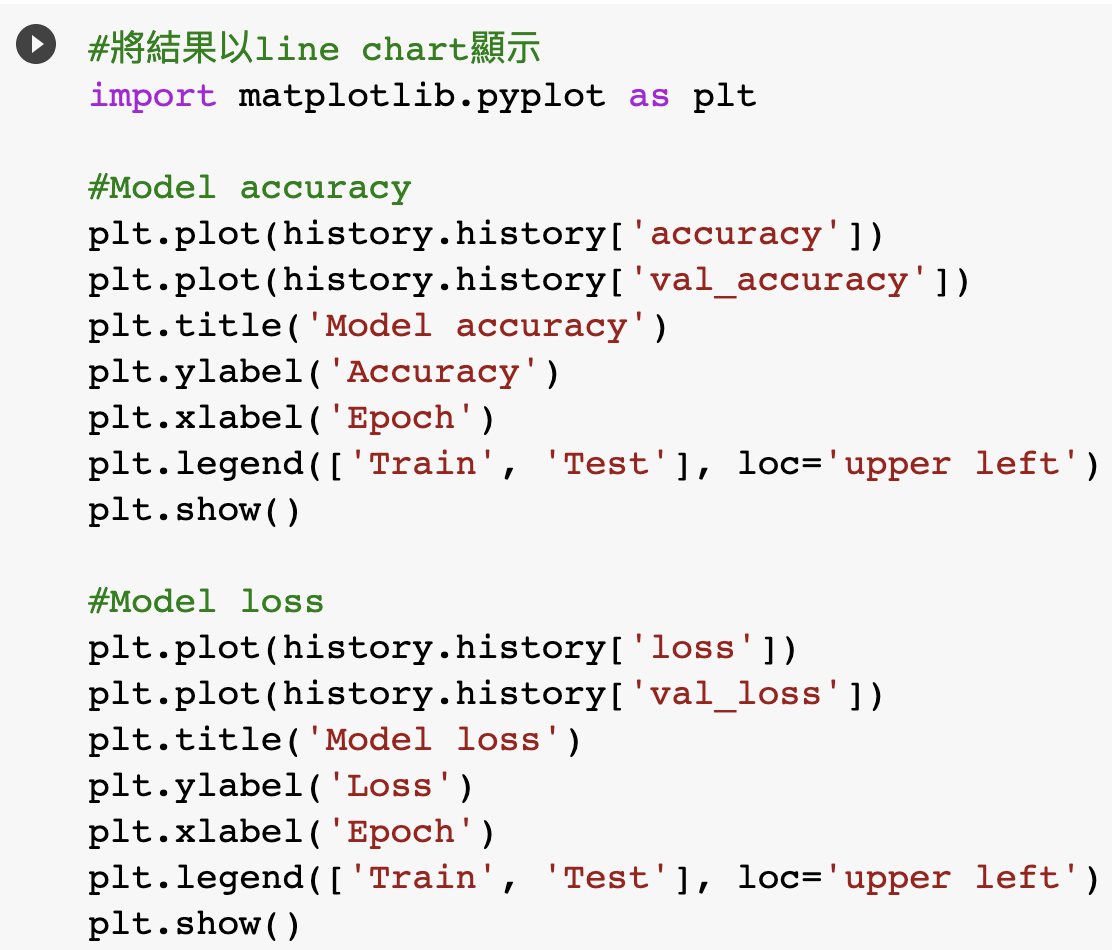 #將結果以line chart顯示
import matplotlib.pyplot as plt
#Model accuracy
plt.plot(history.history['accuracy'])
plt.plot(history.history['val_accuracy'])
plt.title('Model accuracy')
plt.ylabel('Accuracy')
plt.xlabel('Epoch')
plt.legend(['Train', 'Test'], loc='upper left')
plt.show()
#Model loss
plt.plot(history.history['loss'])
plt.plot(history.history['val_loss'])
plt.title('Model loss')
plt.ylabel('Loss')
plt.xlabel('Epoch')
plt.legend(['Train', 'Test'], loc='upper left')
plt.show()